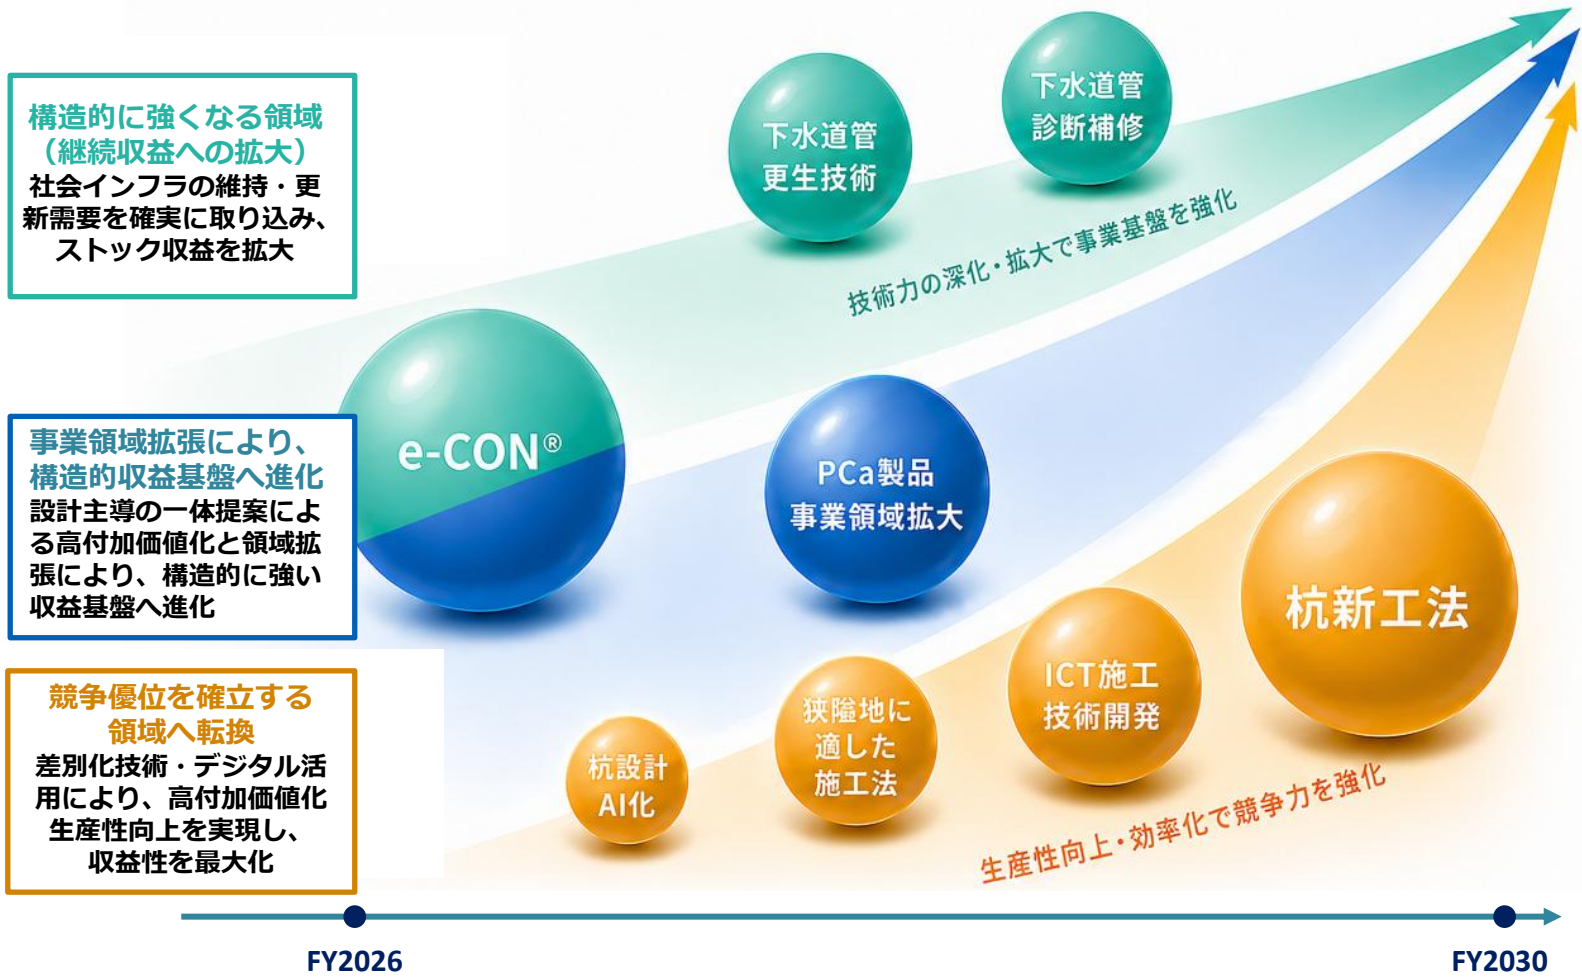 構造的に強くなる領域
（継続収益への拡大）
社会インフラの維持・更
新需要を確実に取り込み、
ストック収益を拡大
下水道管
更生技術
下水道管
診断補修
技術力の深化・拡大で事業基盤を強化
事業領域拡張により、
構造的収益基盤へ進化
設計主導の一体提案によ
る高付加価値化と領域拡
張により、構造的に強い
収益基盤へ進化
e-CON®
PCa製品
事業領域拡大
競争優位を確立する
領域へ転換
差別化技術・デジタル活
用により、高付加価値化
生産性向上を実現し、
収益性を最大化
杭設計
AI化
狭隘地に
適した
施工法
ICT施工
技術開発
杭新工法
生産性向上・効率化で競争力を強化
FY2026
FY2030